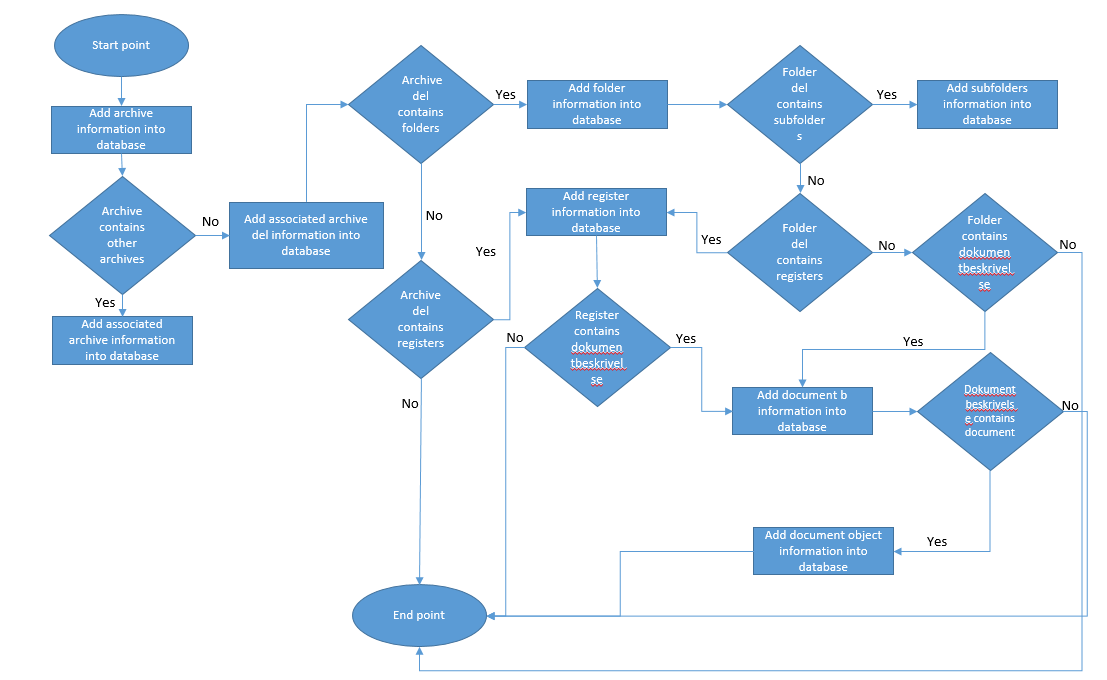 Start point
Add archive
information into
database
Archive
contains
other
archives
No
Yes
Add associated
archive information
into database
Add associated archive
del information into
database
Archive
del
contains
folders
Yes
No
Add folder
information into
database
Folder
del
contains
subfolder
s
Yes
No
Add subfolders
information into
database
Archive
del
contains
registers
Yes
No
Add register
information into
database
Folder
del
contains
registers
Yes
No
Folder
contains
dokumen
tbeskrivel
se
No
Yes
Register
contains
dokumen
tbeskrivel
se
No
Yes
Add document b
information into
database
Dokument
beskrivels
e contains
document
No
Yes
Add document object
information into
database
End point